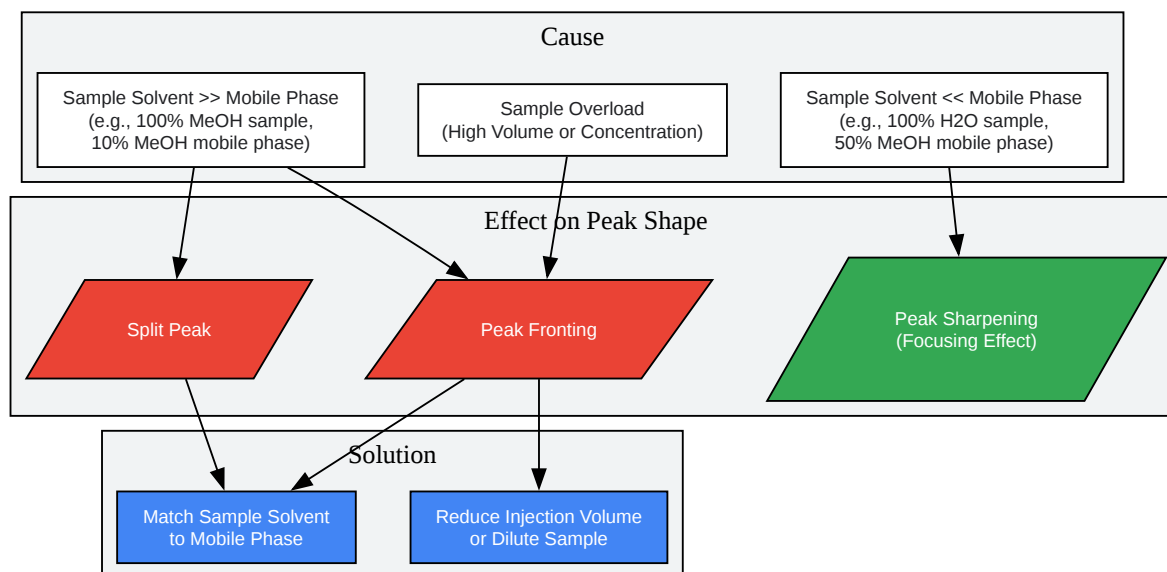 Cause
Sample Solvent >> Mobile Phase
(e.g., 100% MeOH sample,
10% MeOH mobile phase)
Sample Overload
(High Volume or Concentration)
Sample Solvent << Mobile Phase
(e.g., 100% H2O sample,
50% MeOH mobile phase)
Effect on Peak Shape
Split Peak
Peak Fronting
Peak Sharpening
(Focusing Effect)
Solution
Match Sample Solvent
to Mobile Phase
Reduce Injection Volume
or Dilute Sample